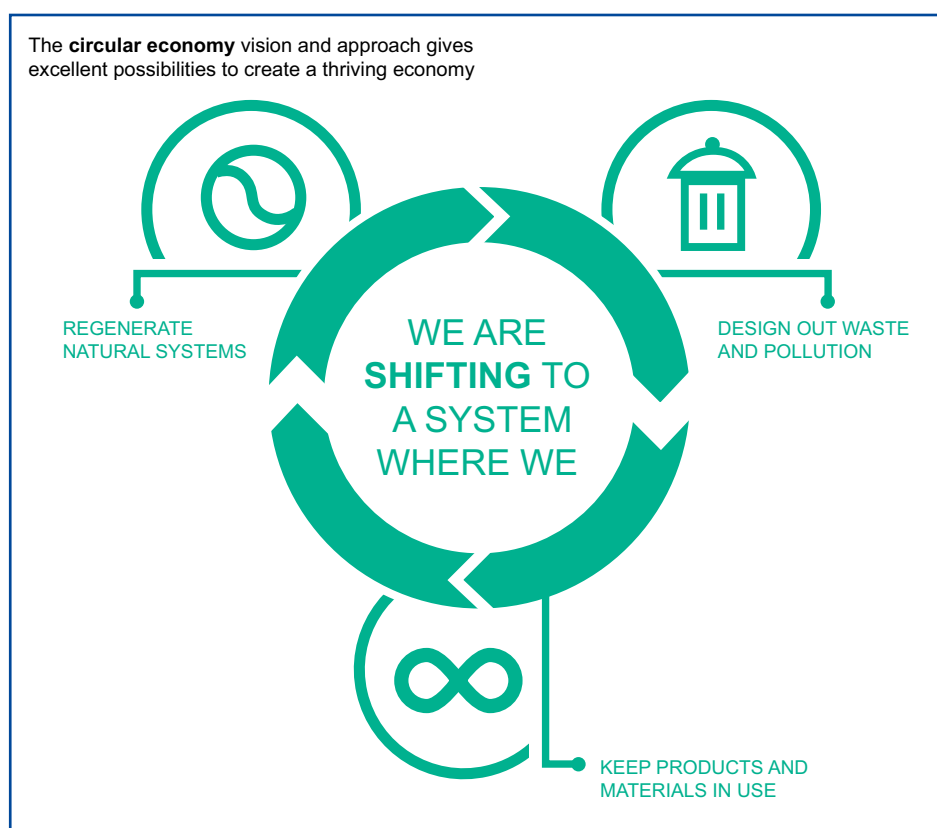 The circular economy vision and approach gives
excellent possibilities to create a thriving economy
REGENERATE
NATURAL SYSTEMS
DESIGN OUT WASTE
AND POLLUTION
WE ARE
SHIFTING TO
A SYSTEM
WHERE WE
KEEP PRODUCTS AND
MATERIALS IN USE